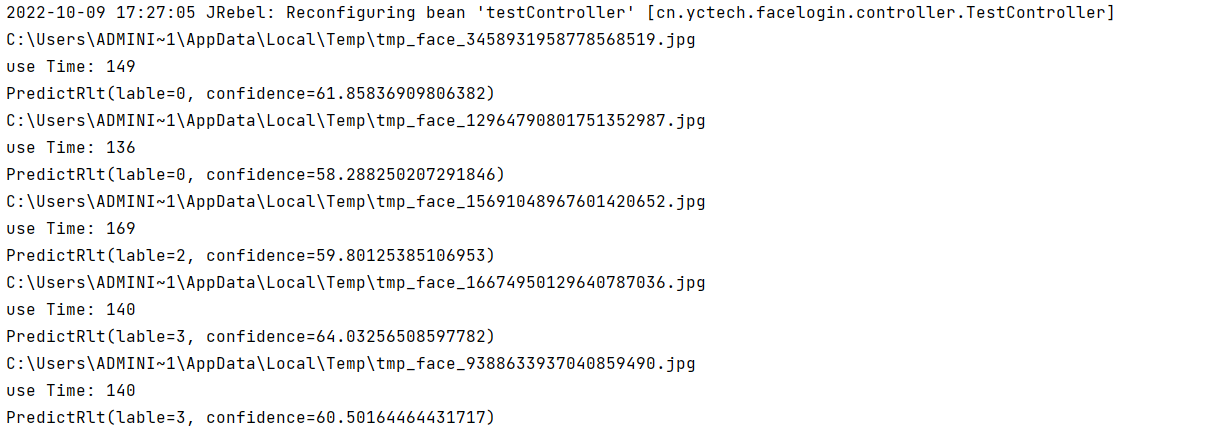 2022-10-09 17:27:05 JRebel: Reconfiguring bean 'testController' [cn.yctech.facelogin.controller.TestController]
C:\Users\ADMINI~1\AppData\Local\Temp\tmp_face_3458931958778568519.jpg
use Time: 149
PredictRlt(lable=0, confidence=61.85836909806382)
C:\Users\ADMINI~1\AppData\Local\Temp\tmp_face_12964790801751352987.jpg
use Time: 136
PredictRlt(lable=0, confidence=58.288250207291846)
C:\Users\ADMINI~1\AppData\Local\Temp\tmp_face_15691048967601420652.jpg
use Time: 169
PredictRlt(lable=2, confidence=59.80125385106953)
C:\Users\ADMINI~1\AppData\Local\Temp\tmp_face_16674950129640787036.jpg
use Time: 140
PredictRlt(lable=3, confidence=64.03256508597782)
C:\Users\ADMINI~1\AppData\Local\Temp\tmp_face_9388633937040859490.jpg
use Time: 140
PredictRlt(lable=3, confidence=60.50164464431717)